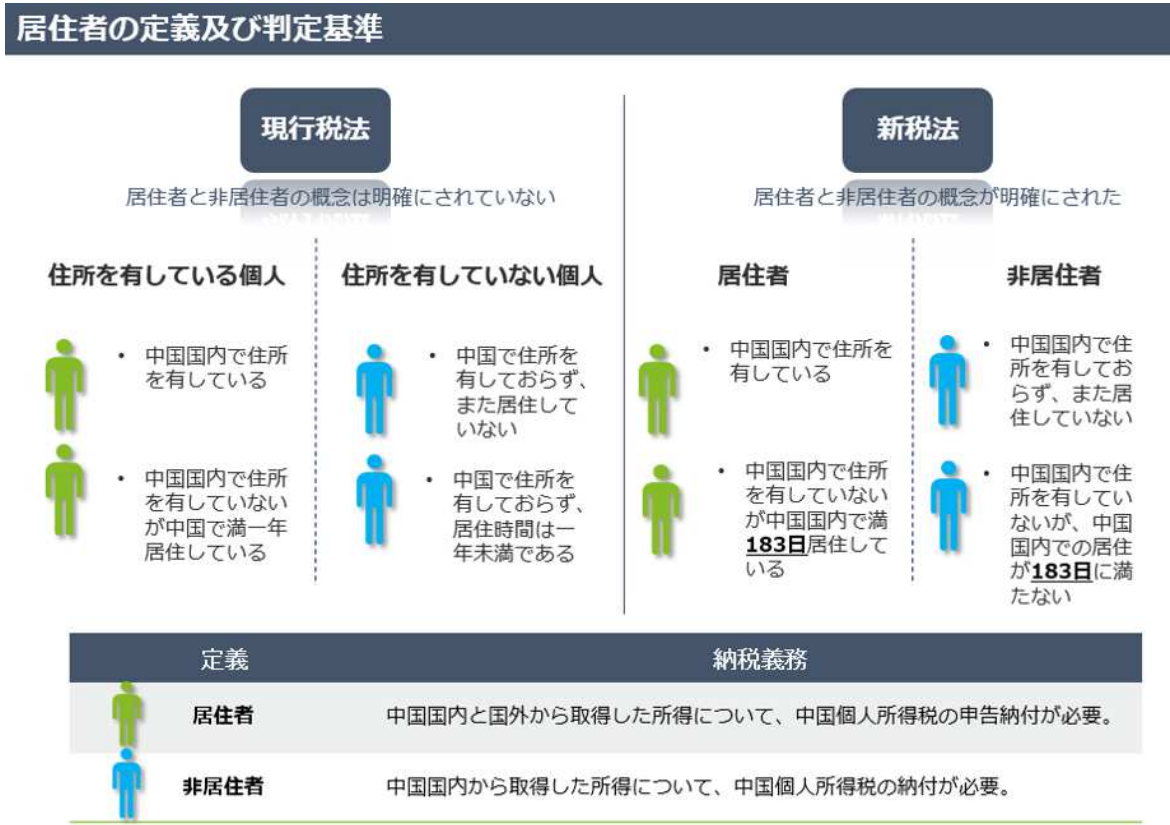 居住者の定義及び判定基準
現行税法
居住者と非居住者の概念は明確にされていない
住所を有している個人
• 中国国内で住所
を有している
• 中国国内で住所
を有していない
が中国で満一年
居住している
住所を有していない個人
• 中国で住所を
有しておらず、
また居住して
いない
• 中国で住所を
有しておらず、
居住時間は一
年未満である
新税法
居住者と非居住者の概念が明確にされた
居住者
• 中国国内で住所を
有している
• 中国国内で住所
を有していない
が中国国内で満
183日居住して
いる
非居住者
• 中国国内で住
所を有してお
らず、また居
住していない
• 中国国内で住
所を有してい
ないが、中国
国内での居住
が183日に満
たない
定義 納税義務
居住者 中国国内と国外から取得した所得について、中国個人所得税の申告納付が必要。
非居住者 中国国内から取得した所得について、中国個人所得税の納付が必要。